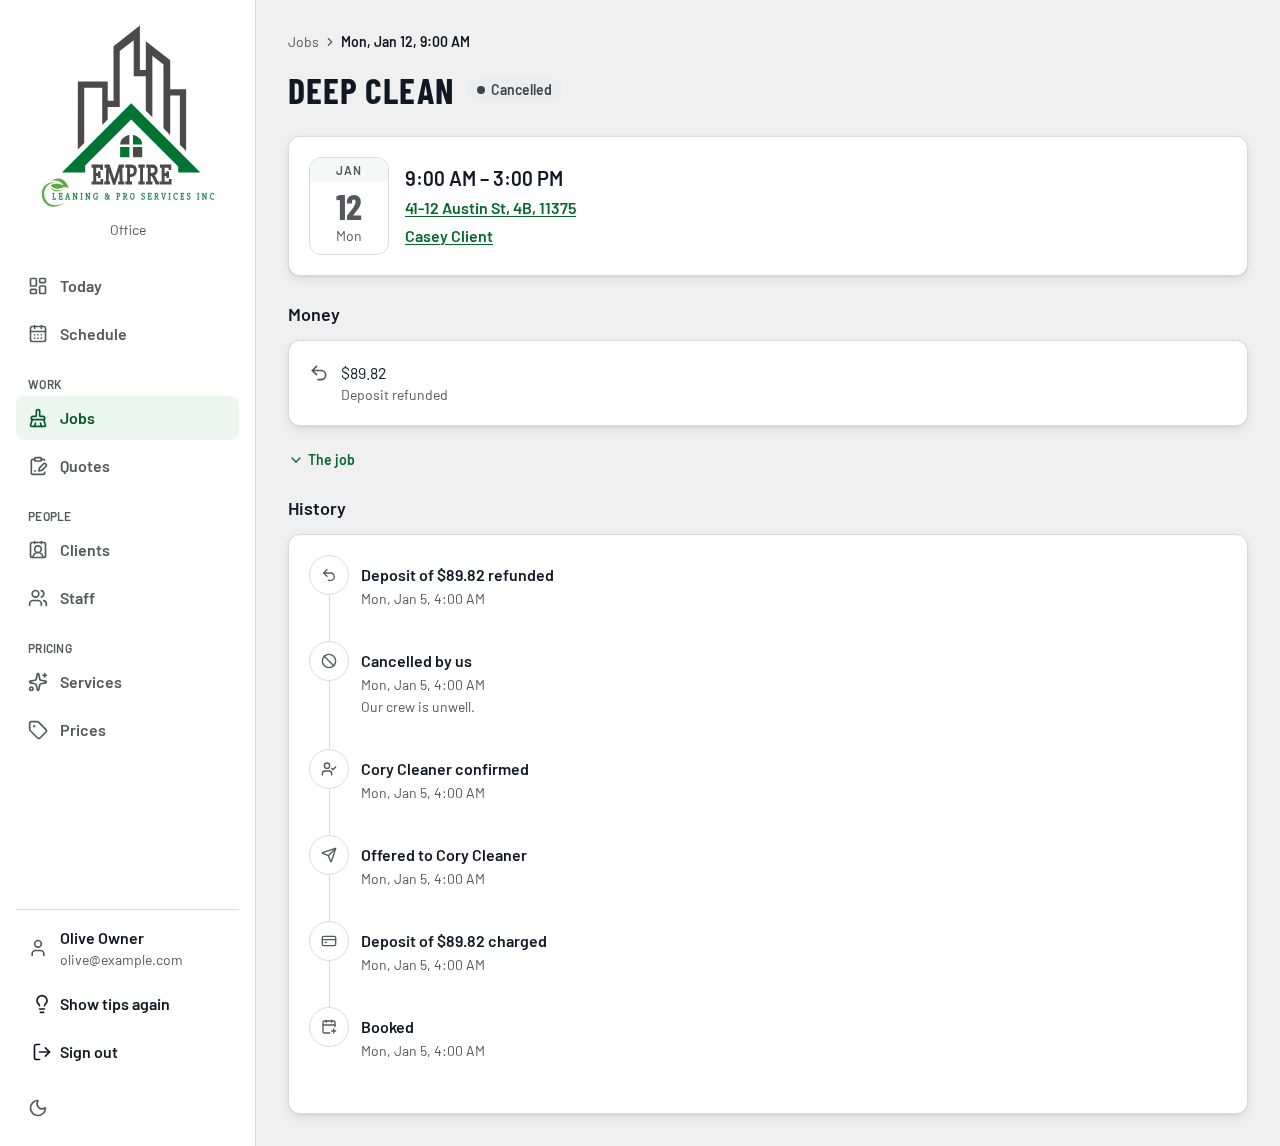 EMPIRE
LEANING & PRO SERVICES INC
Office
Today
Schedule
WORK
Jobs
Quotes
PEOPLE
Clients
Staff
PRICING
Services
Prices
Olive Owner
olive@example.com
Show tips again
Sign out
Jobs > Mon, Jan 12, 9:00 AM
DEEP CLEAN
Cancelled
JAN
12
Mon
9:00 AM – 3:00 PM
41-12 Austin St, 4B, 11375
Casey Client
Money
$89.82
Deposit refunded
The job
History
Deposit of $89.82 refunded
Mon, Jan 5, 4:00 AM
Cancelled by us
Mon, Jan 5, 4:00 AM
Our crew is unwell.
Cory Cleaner confirmed
Mon, Jan 5, 4:00 AM
Offered to Cory Cleaner
Mon, Jan 5, 4:00 AM
Deposit of $89.82 charged
Mon, Jan 5, 4:00 AM
Booked
Mon, Jan 5, 4:00 AM